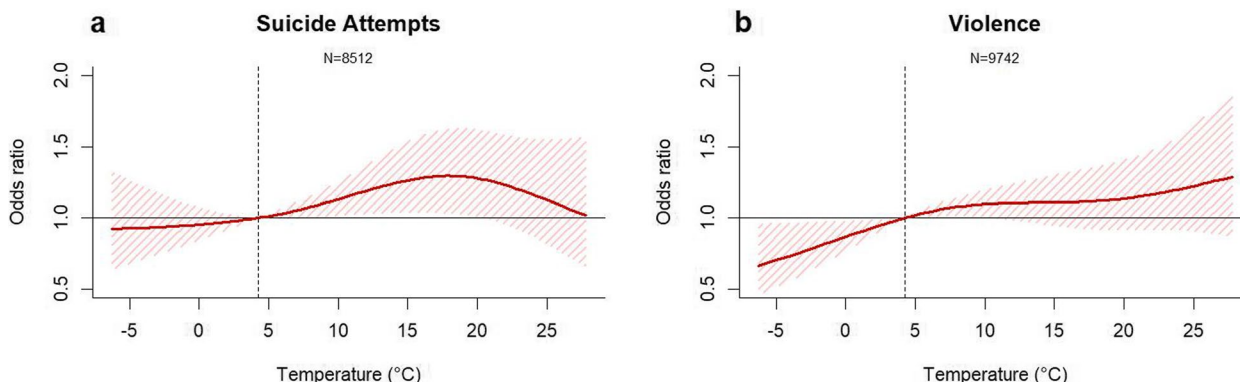 a Suicide Attempts
N=8512
Odds ratio
2.0
1.5
1.0
0.5
-5 0 5 10 15 20 25
Temperature (°C)
b Violence
N=9742
Odds ratio
2.0
1.5
1.0
0.5
-5 0 5 10 15 20 25
Temperature (°C)